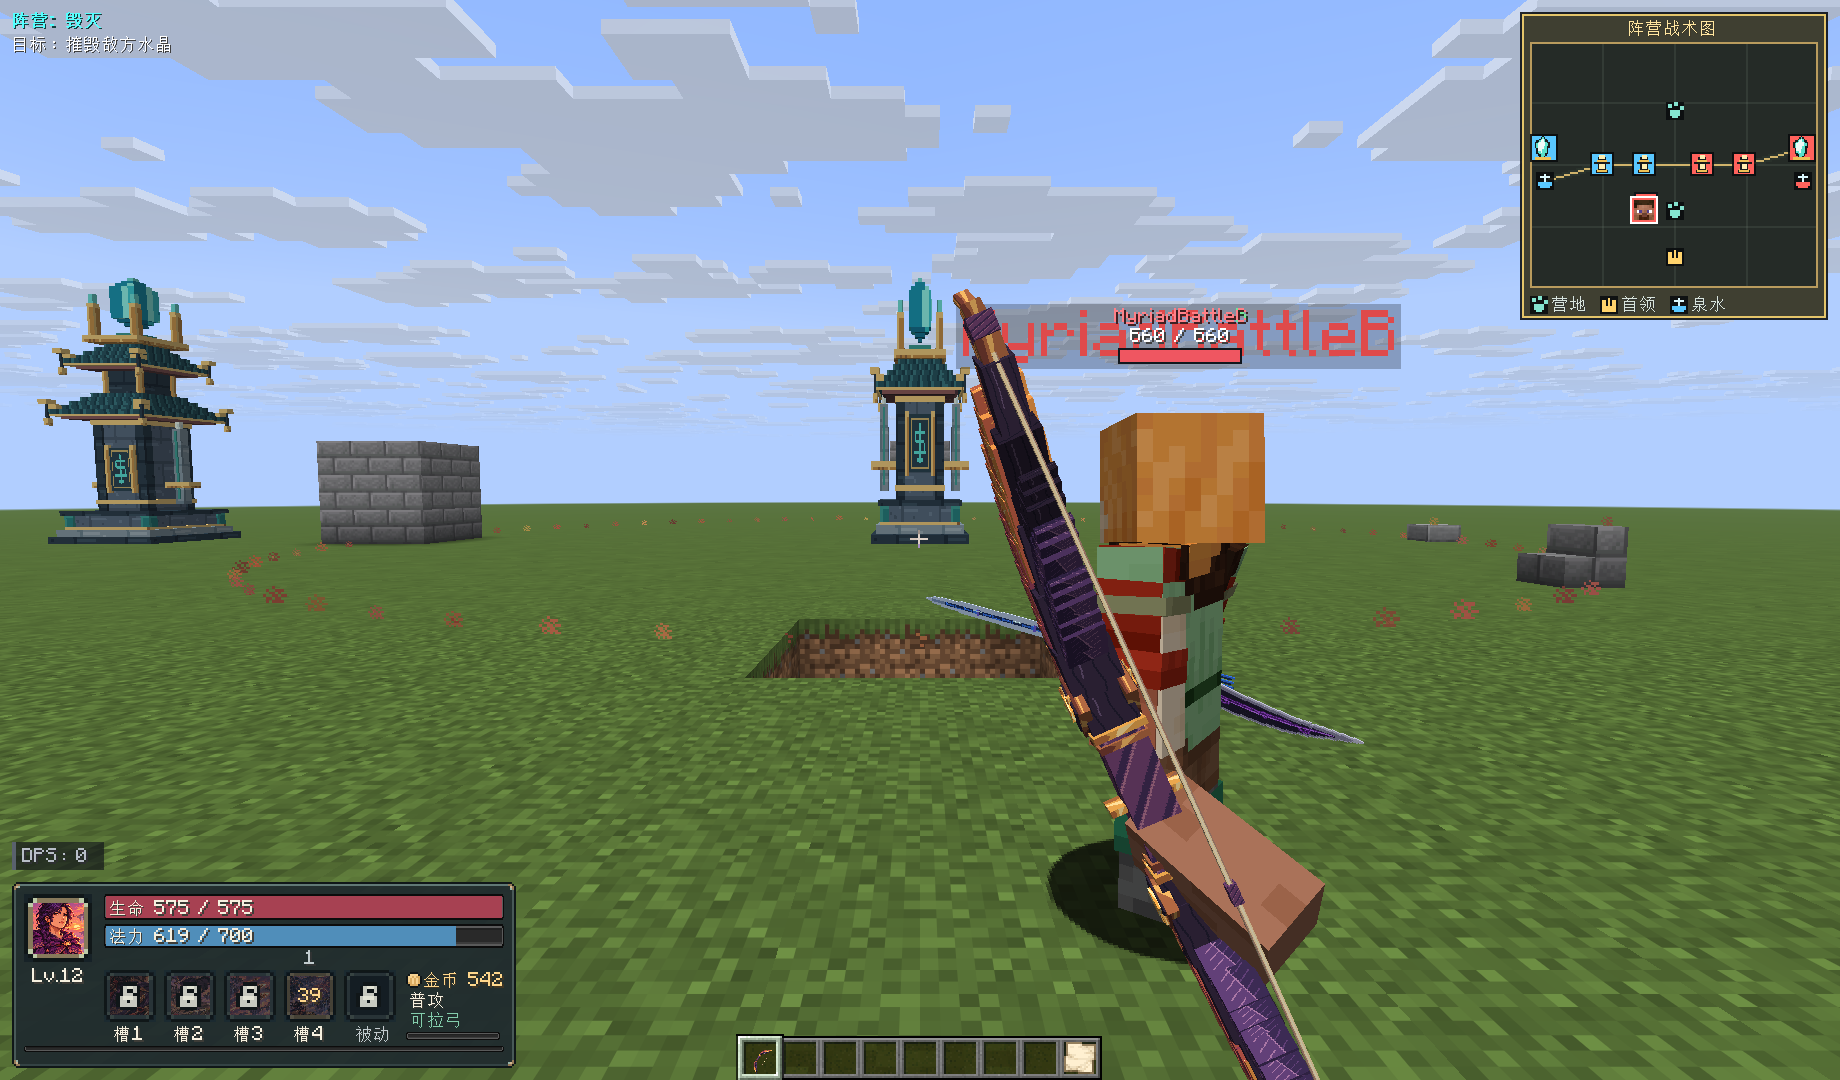 阵营：毁灭
目标：摧毁敌方水晶
阵营战术图
营地 首领 泉水
MyriadBattleB
MyriadBattleB
560 / 560
DPS: 0
生命 575 / 575
法力 619 / 700
Lv.12
1
39
槽1 槽2 槽3 槽4 被动
金币 542
普攻
可拉弓